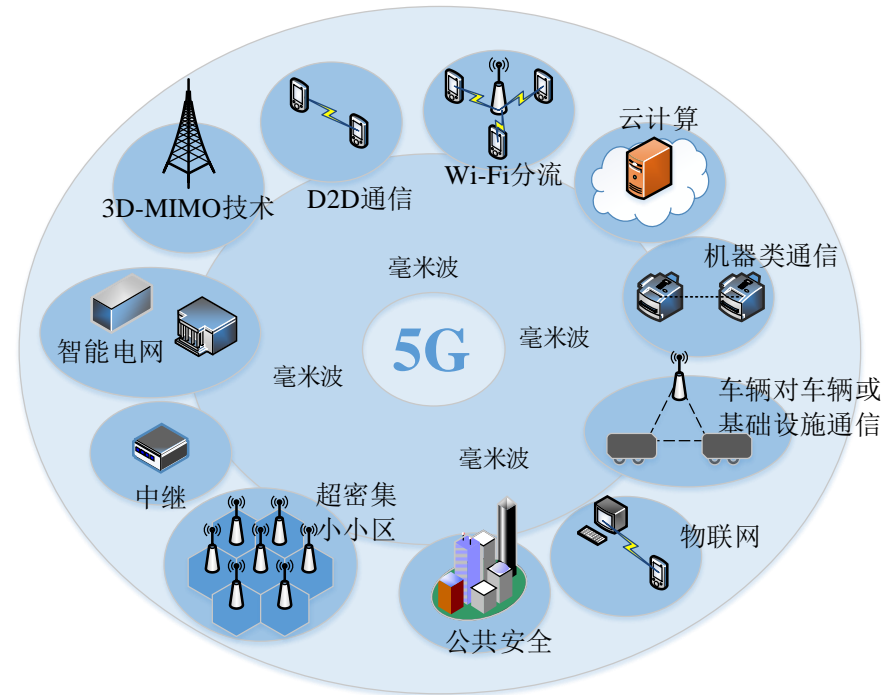 云计算
Wi-Fi分流
D2D通信
3D-MIMO技术
机器类通信
毫米波
5G
毫米波
毫米波
智能电网
车辆对车辆或
基础设施通信
毫米波
中继
超密集
小小区
物联网
公共安全